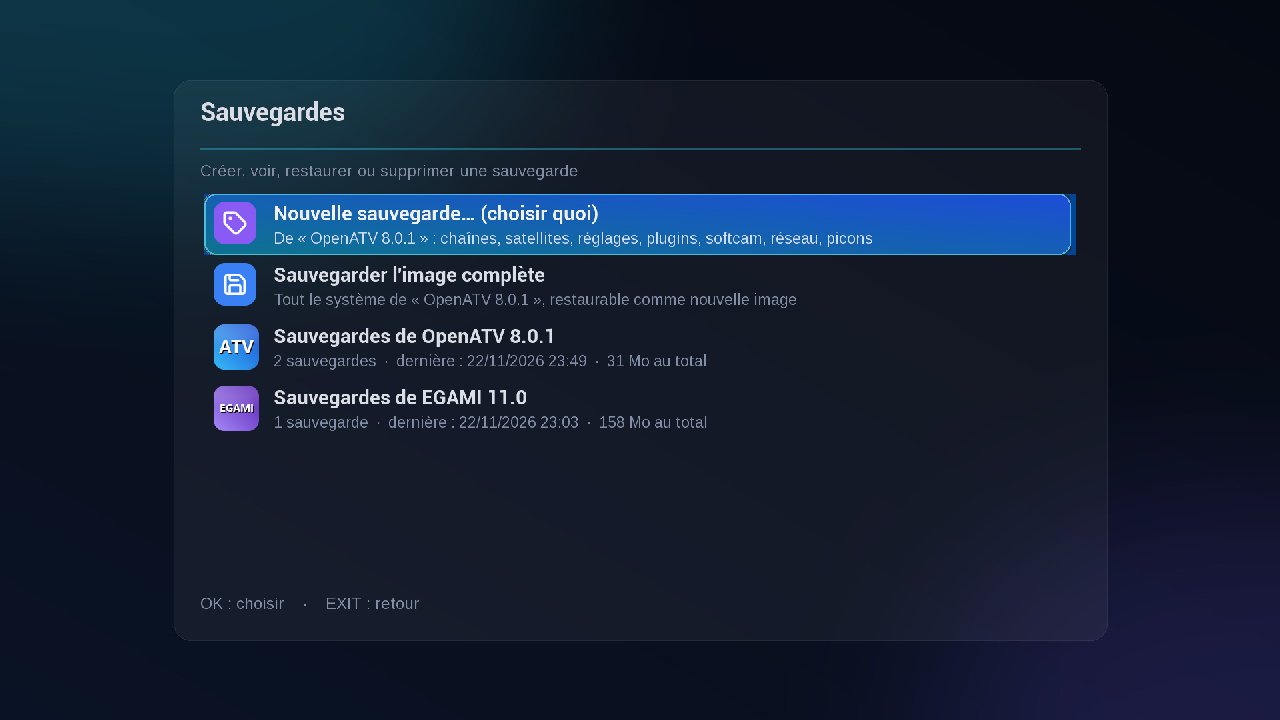 Sauvegardes
Créer, voir, restaurer ou supprimer une sauvegarde
Nouvelle sauvegarde... (choisir quoi)
De « OpenATV 8.0.1 » : chaînes, satellites, réglages, plugins, softcam, réseau, picons
Sauvegarder l'image complète
Tout le système de « OpenATV 8.0.1 », restaurable comme nouvelle image
ATV
Sauvegardes de OpenATV 8.0.1
2 sauvegardes · dernière : 22/11/2026 23:49 · 31 Mo au total
EGAMI
Sauvegardes de EGAMI 11.0
1 sauvegarde · dernière : 22/11/2026 23:03 · 158 Mo au total
OK : choisir · EXIT : retour